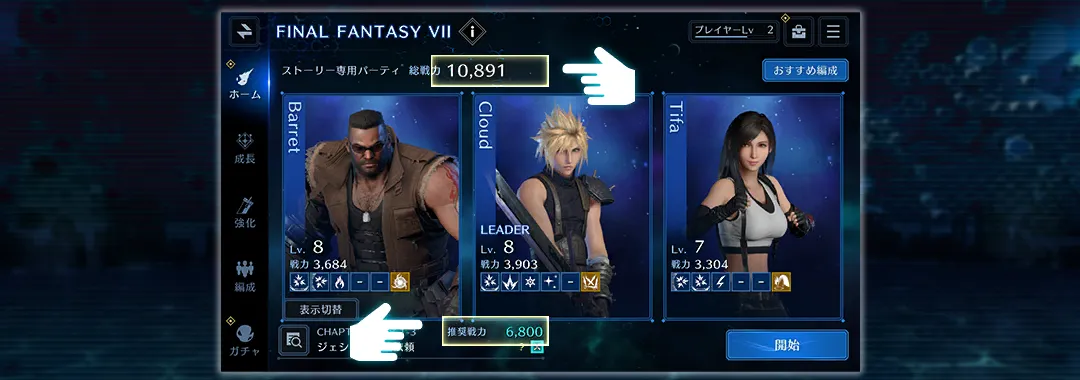 FINAL FANTASY VII
プレイヤーLv 2
ストーリー専用パーティ 総戦力 10,891
おすすめ編成
ホーム
成長
強化
編成
ガチャ
Barret
Lv. 8
戦力 3,684
Cloud
LEADER
Lv. 8
戦力 3,903
Tifa
Lv. 7
戦力 3,304
表示切替
推奨戦力 6,800
ジェシ
開始